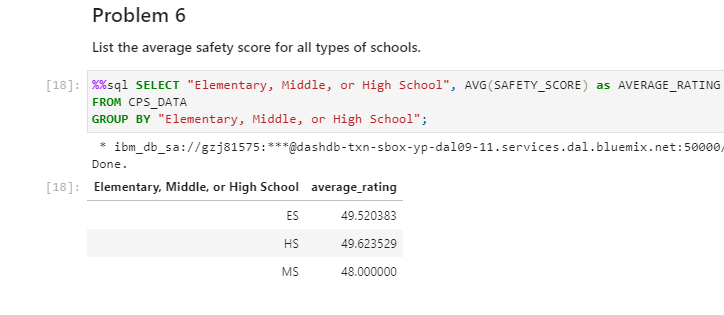 Problem 6
List the average safety score for all types of schools.
[18]: %%sql SELECT "Elementary, Middle, or High School", AVG(SAFETY_SCORE) as AVERAGE_RATING
FROM CPS_DATA
GROUP BY "Elementary, Middle, or High School";
* ibm_db_sa://gzj81575:***@dashdb-txn-sbox-yp-dal09-11.services.dal.bluemix.net:50000/
Done.
[18]: Elementary, Middle, or High School average_rating
ES 49.520383
HS 49.623529
MS 48.000000